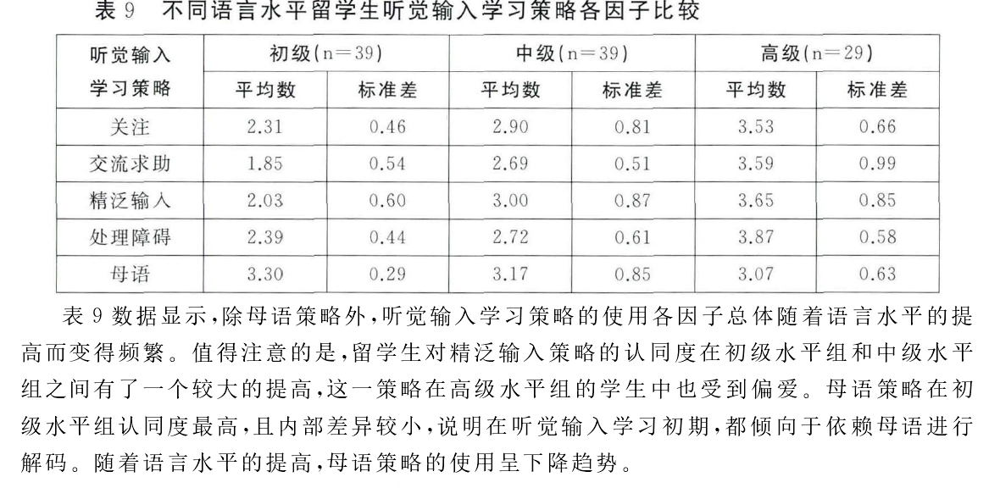 表 9 不同语言水平留学生听觉输入学习策略各因子比较
听觉输入学习策略 初级(n=39) 中级(n=39) 高级(n=29)
平均数 标准差 平均数 标准差 平均数 标准差
关注 2.31 0.46 2.90 0.81 3.53 0.66
交流求助 1.85 0.54 2.69 0.51 3.59 0.99
精泛输入 2.03 0.60 3.00 0.87 3.65 0.85
处理障碍 2.39 0.44 2.72 0.61 3.87 0.58
母语 3.30 0.29 3.17 0.85 3.07 0.63
表 9 数据显示,除母语策略外,听觉输入学习策略的使用各因子总体随着语言水平的提
高而变得频繁。值得注意的是,留学生对精泛输入策略的认同度在初级水平组和中级水平
组之间有了一个较大的提高,这一策略在高级水平组的学生中也受到偏爱。母语策略在初
级水平组认同度最高,且内部差异较小,说明在听觉输入学习初期,都倾向于依赖母语进行
解码。随着语言水平的提高,母语策略的使用呈下降趋势。